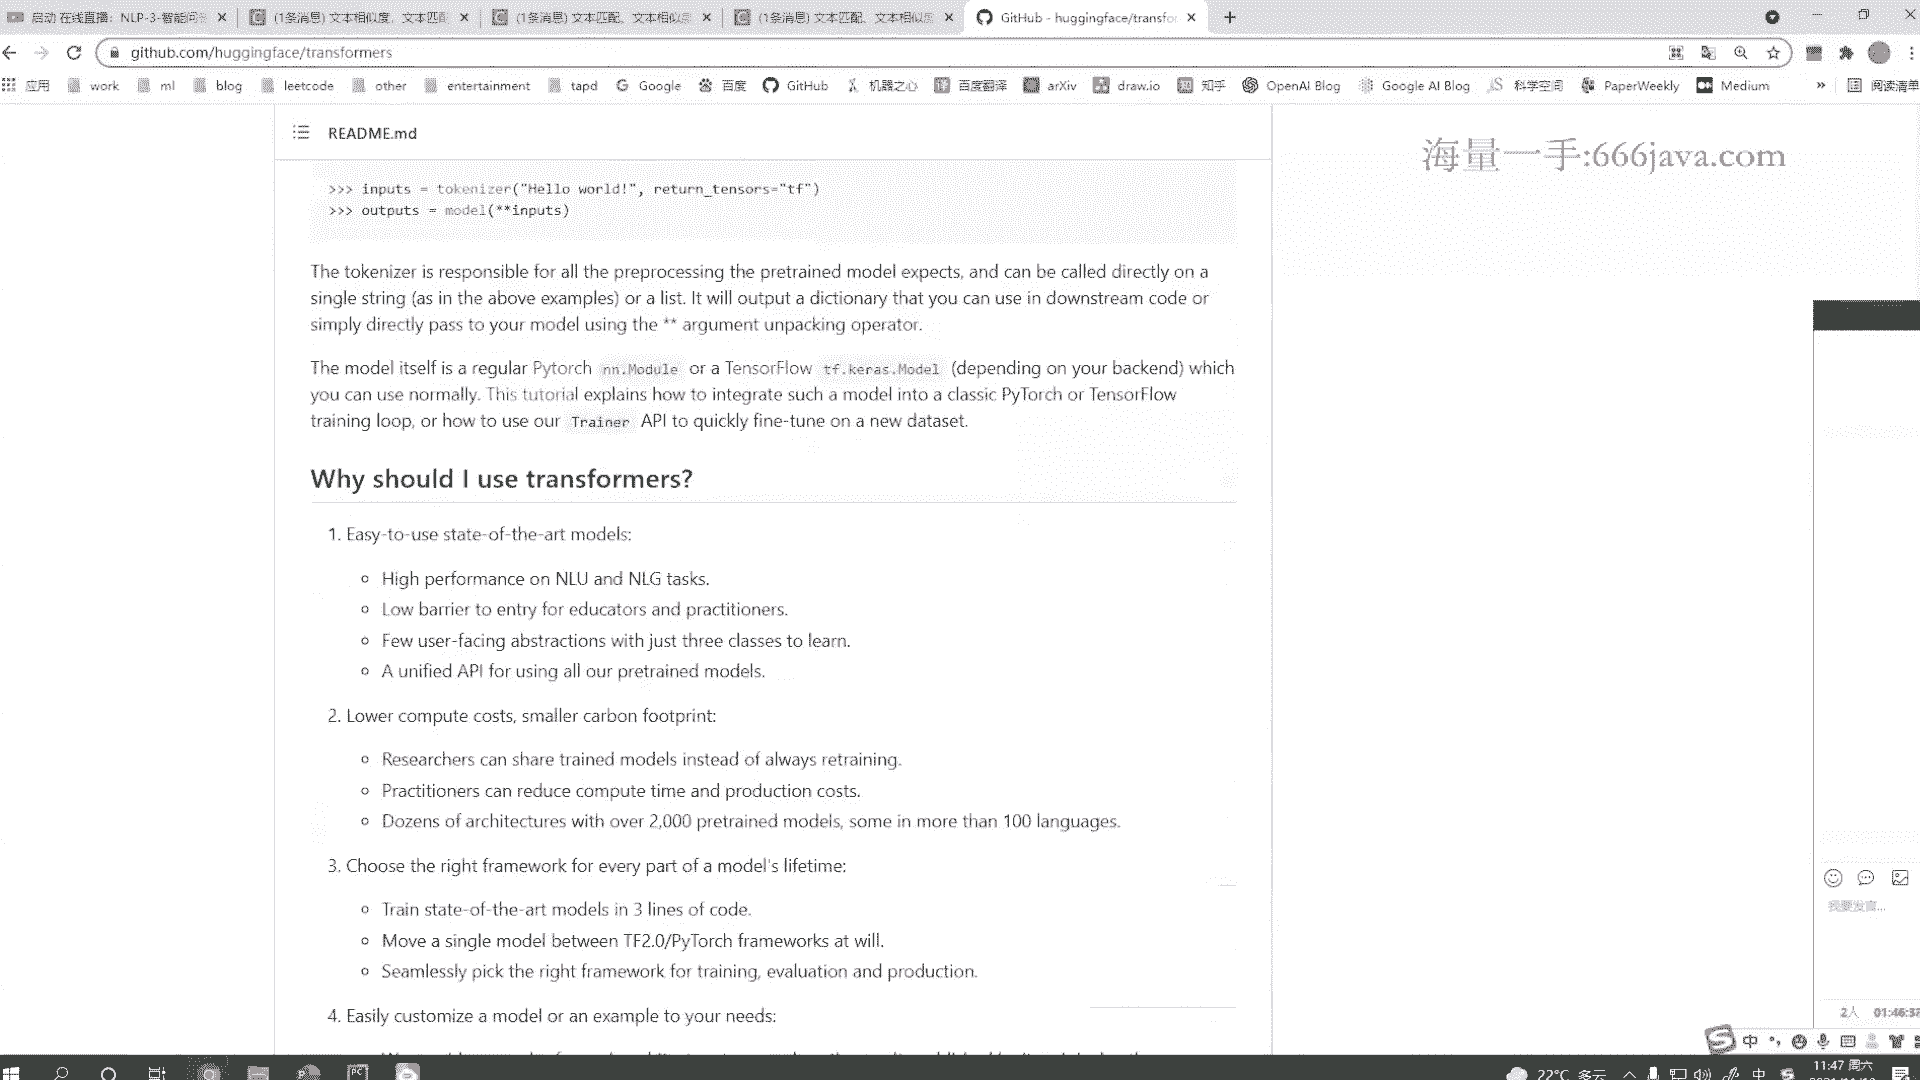 启动 在线直播：NLP-3-智能问
(1条消息) 文本相似度、文本匹配
(1条消息) 文本匹配、文本相似度
(1条消息) 文本匹配、文本相似度
GitHub - huggingface/transfor
github.com/huggingface/transformers
应用 work ml blog leetcode other entertainment tapd Google 百度 GitHub 机器之心 百度翻译 arXiv draw.io 知乎 OpenAI Blog Google AI Blog 科学空间 PaperWeekly Medium » 阅读清单
README.md
海量一手:666java.com
>>> inputs = tokenizer("Hello world!", return_tensors="tf")
>>> outputs = model(**inputs)
The tokenizer is responsible for all the preprocessing the pretrained model expects, and can be called directly on a
single string (as in the above examples) or a list. It will output a dictionary that you can use in downstream code or
simply directly pass to your model using the ** argument unpacking operator.
The model itself is a regular Pytorch nn.Module or a TensorFlow tf.keras.Model (depending on your backend) which
you can use normally. This tutorial explains how to integrate such a model into a classic PyTorch or TensorFlow
training loop, or how to use our Trainer API to quickly fine-tune on a new dataset.
Why should I use transformers?
1. Easy-to-use state-of-the-art models:
High performance on NLU and NLG tasks.
Low barrier to entry for educators and practitioners.
Few user-facing abstractions with just three classes to learn.
A unified API for using all our pretrained models.
2. Lower compute costs, smaller carbon footprint:
Researchers can share trained models instead of always retraining.
Practitioners can reduce compute time and production costs.
Dozens of architectures with over 2,000 pretrained models, some in more than 100 languages.
3. Choose the right framework for every part of a model's lifetime:
Train state-of-the-art models in 3 lines of code.
Move a single model between TF2.0/PyTorch frameworks at will.
Seamlessly pick the right framework for training, evaluation and production.
4. Easily customize a model or an example to your needs:
我要发言...
2人 01:46:3
中
22°C 多云 中 11:47 周六